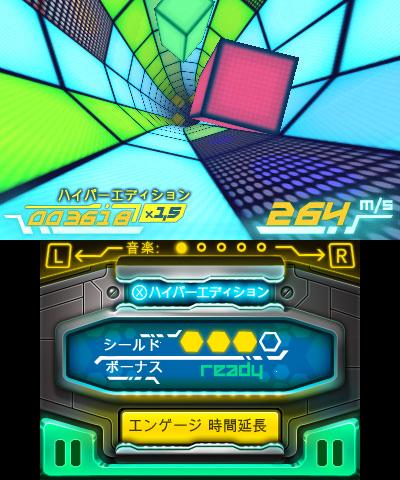 ハイパーエディション
003618 x1.5
264 m/s
L 音楽: R
Xハイパーエディション
シールド
ボーナス ready
エンゲージ 時間延長